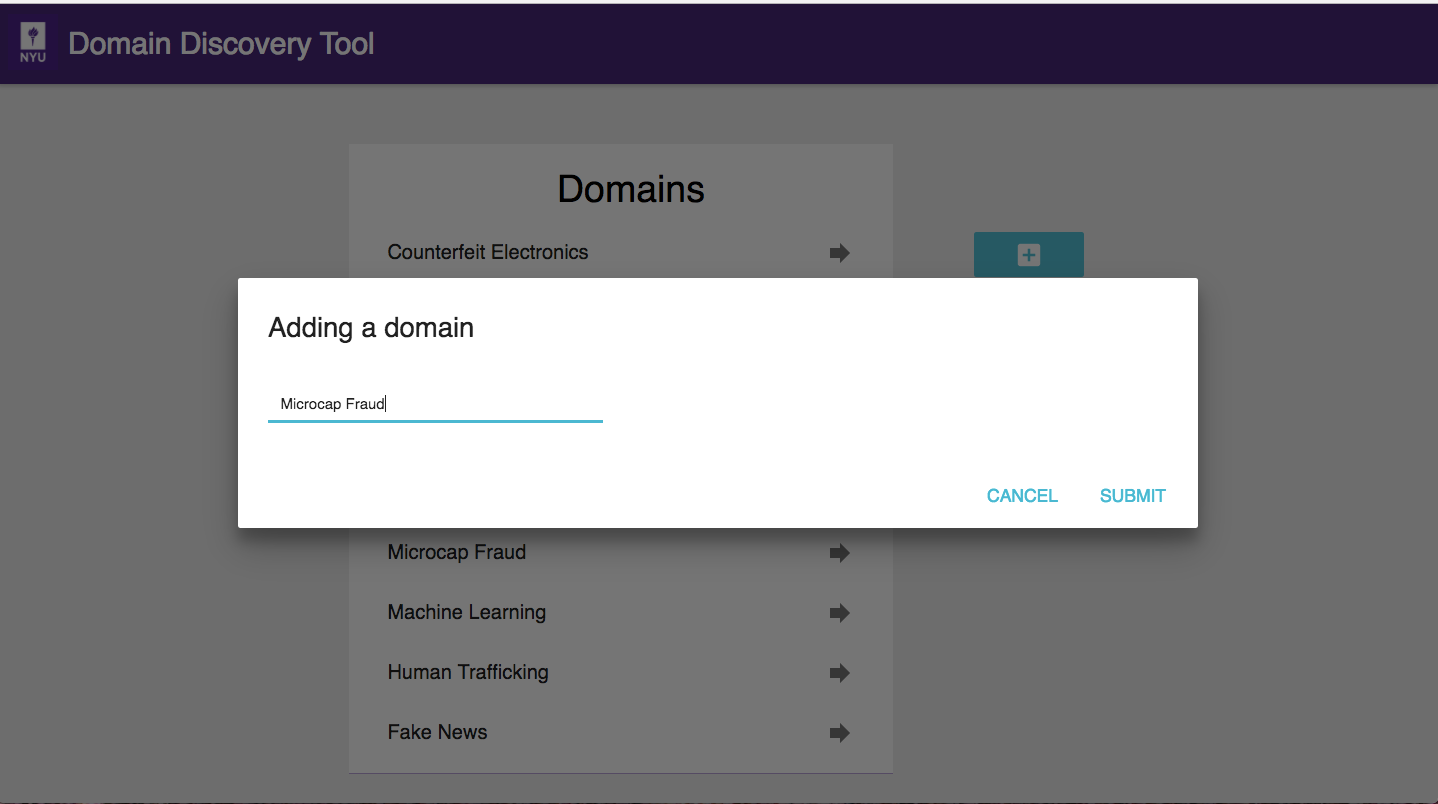 NYU
Domain Discovery Tool
Domains
Counterfeit Electronics
Adding a domain
Microcap Fraud
CANCEL SUBMIT
Microcap Fraud
Machine Learning
Human Trafficking
Fake News